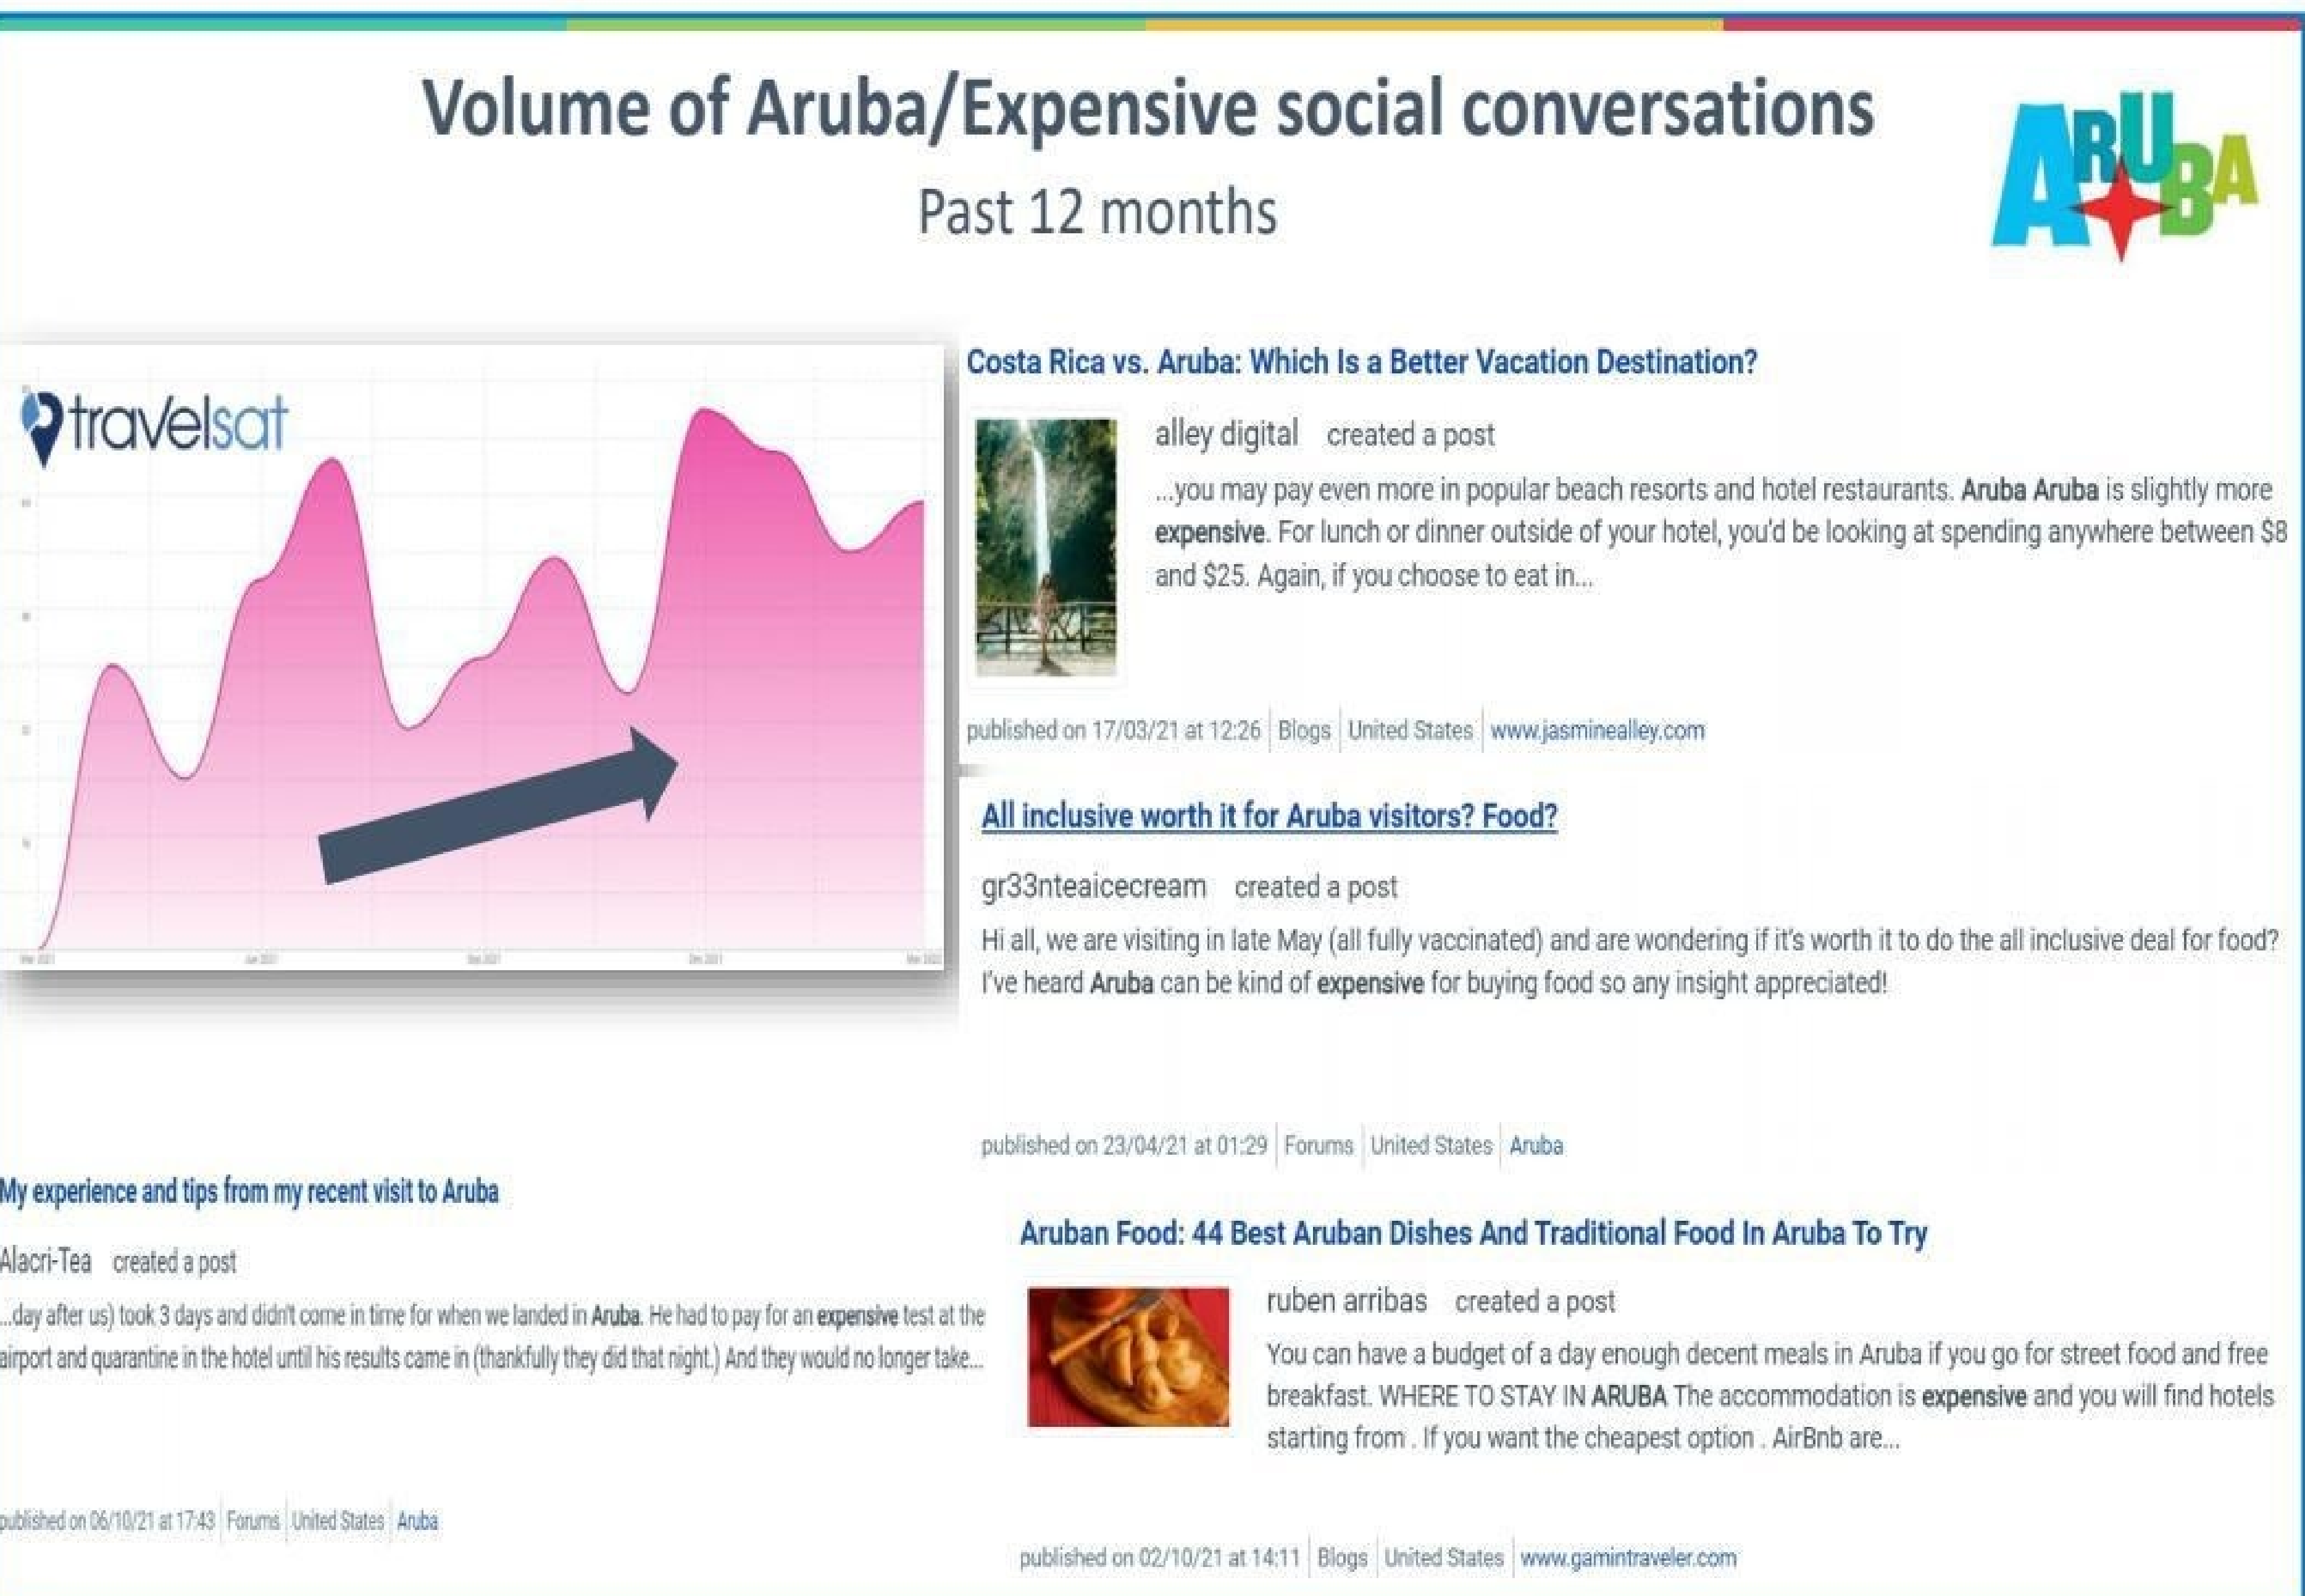 Volume of Aruba/Expensive social conversations
Past 12 months
ARUBA
travelsat
Jun 2021
Sep 2021
Dec 2021
Mar 2022
Costa Rica vs. Aruba: Which Is a Better Vacation Destination?
alley digital created a post
...you may pay even more in popular beach resorts and hotel restaurants. Aruba Aruba is slightly more
expensive. For lunch or dinner outside of your hotel, you'd be looking at spending anywhere between $8
and $25. Again, if you choose to eat in...
published on 17/03/21 at 12:26 Blogs United States www.jasminealley.com
All inclusive worth it for Aruba visitors? Food?
gr33nteaicecream created a post
Hi all, we are visiting in late May (all fully vaccinated) and are wondering if it's worth it to do the all inclusive deal for food?
I've heard Aruba can be kind of expensive for buying food so any insight appreciated!
published on 23/04/21 at 01:29 Forums United States Aruba
My experience and tips from my recent visit to Aruba
Alacri-Tea created a post
...day after us) took 3 days and didn't come in time for when we landed in Aruba. He had to pay for an expensive test at the
airport and quarantine in the hotel until his results came in (thankfully they did that night.) And they would no longer take...
published on 06/10/21 at 17:43 Forums United States Aruba
Aruban Food: 44 Best Aruban Dishes And Traditional Food In Aruba To Try
ruben arribas created a post
You can have a budget of a day enough decent meals in Aruba if you go for street food and free
breakfast. WHERE TO STAY IN ARUBA The accommodation is expensive and you will find hotels
starting from . If you want the cheapest option . AirBnb are...
published on 02/10/21 at 14:11 Blogs United States www.gamintraveler.com